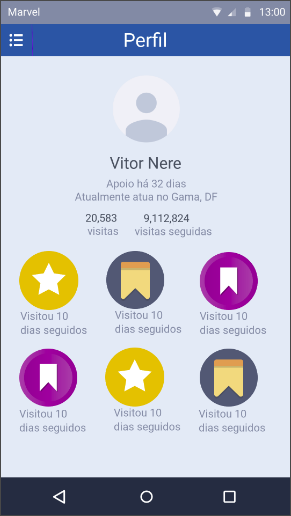 Marvel 13:00
Perfil
Vitor Nere
Apoio há 32 dias
Atualmente atua no Gama, DF
20,583 9,112,824
visitas visitas seguidas
Visitou 10 dias seguidos
Visitou 10 dias seguidos
Visitou 10 dias seguidos
Visitou 10 dias seguidos
Visitou 10 dias seguidos
Visitou 10 dias seguidos